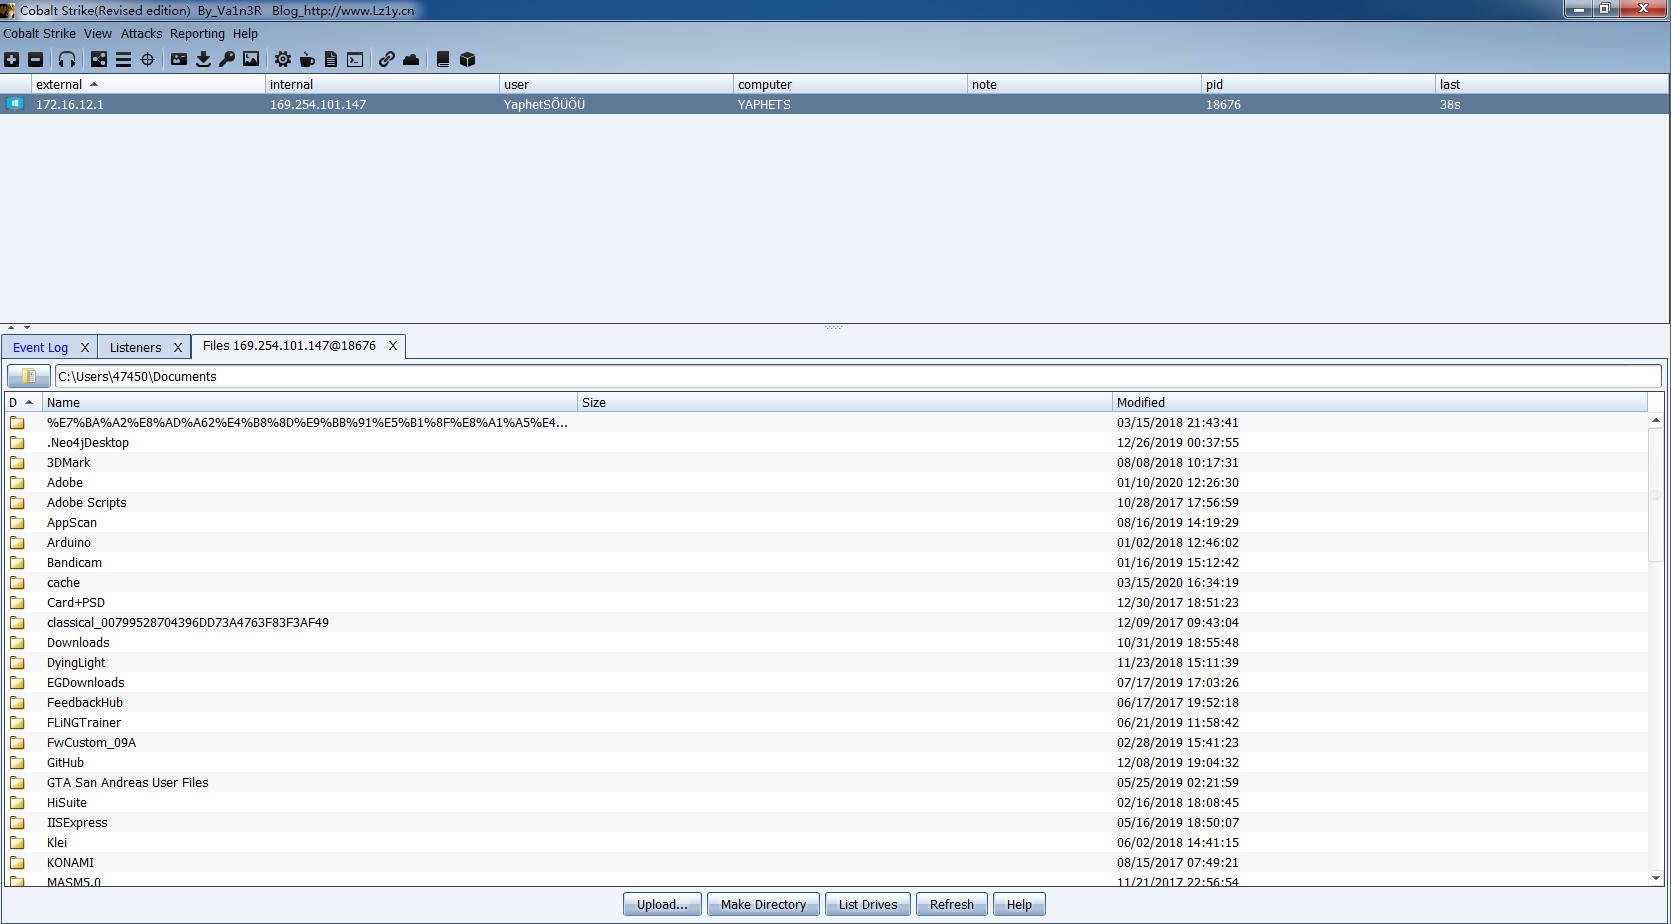 Cobalt Strike(Revised edition)  By_Va1n3R   Blog_http://www.Lz1y.cn
Cobalt Strike View Attacks Reporting Help
external internal user computer note pid last
172.16.12.1 169.254.101.147 YaphetSÕÜÕÜ YAPHETS 18676 38s
Event Log X Listeners X Files 169.254.101.147@18676 X
C:\Users\47450\Documents
D Name Size Modified
%E7%BA%A2%E8%AD%A62%E4%B8%8D%E9%BB%91%E5%B1%8F%E8%A1%A5%E4... 03/15/2018 21:43:41
.Neo4jDesktop 12/26/2019 00:37:55
3DMark 08/08/2018 10:17:31
Adobe 01/10/2020 12:26:30
Adobe Scripts 10/28/2017 17:56:59
AppScan 08/16/2019 14:19:29
Arduino 01/02/2018 12:46:02
Bandicam 01/16/2019 15:12:42
cache 03/15/2020 16:34:19
Card+PSD 12/30/2017 18:51:23
classical_00799528704396DD73A4763F83F3AF49 12/09/2017 09:43:04
Downloads 10/31/2019 18:55:48
DyingLight 11/23/2018 15:11:39
EGDownloads 07/17/2019 17:03:26
FeedbackHub 06/17/2017 19:52:18
FLiNGTrainer 06/21/2019 11:58:42
FwCustom_09A 02/28/2019 15:41:23
GitHub 12/08/2019 19:04:32
GTA San Andreas User Files 05/25/2019 02:21:59
HiSuite 02/16/2018 18:08:45
IISExpress 05/16/2019 18:50:07
Klei 06/02/2018 14:41:15
KONAMI 08/15/2017 07:49:21
MASM5.0 11/21/2017 22:56:54
Upload... Make Directory List Drives Refresh Help